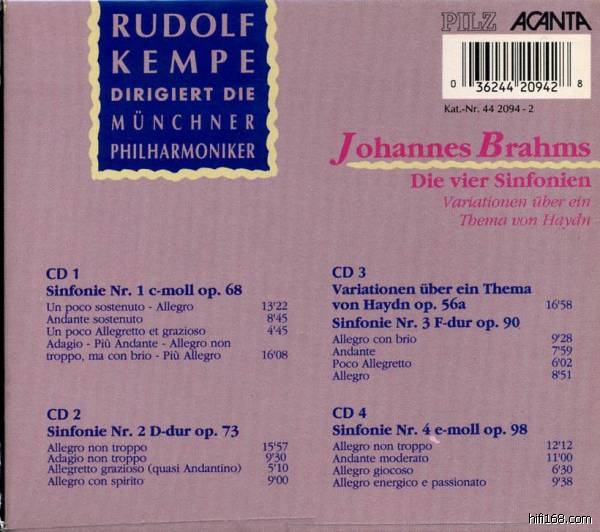 RUDOLF
KEMPE
DIRIGIERT DIE
MÜNCHNER
PHILHARMONIKER
PILZ ACANTA
0 36244 20942 8
Kat.-Nr. 44 2094 - 2
Johannes Brahms
Die vier Sinfonien
Variationen über ein
Thema von Haydn
CD 1
Sinfonie Nr. 1 c-moll op. 68
Un poco sostenuto - Allegro 13'22
Andante sostenuto 8'45
Un poco Allegretto et grazioso 4'45
Adagio - Più Andante - Allegro non
troppo, ma con brio - Più Allegro 16'08
CD 2
Sinfonie Nr. 2 D-dur op. 73
Allegro non troppo 15'57
Adagio non troppo 9'30
Allegretto grazioso (quasi Andantino) 5'10
Allegro con spirito 9'00
CD 3
Variationen über ein Thema
von Haydn op. 56a 16'58
Sinfonie Nr. 3 F-dur op. 90
Allegro con brio 9'28
Andante 7'59
Poco Allegretto 6'02
Allegro 8'51
CD 4
Sinfonie Nr. 4 e-moll op. 98
Allegro non troppo 12'12
Andante moderato 11'00
Allegro giocoso 6'30
Allegro energico e passionato 9'38
hifi168.com